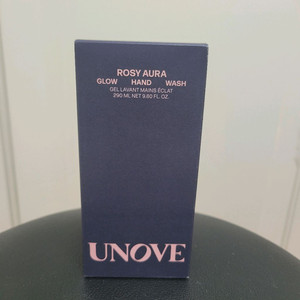 ROSY AURA
GLOW HAND WASH
GEL LAVANT MAINS ÉCLAT
290 ML NET 9.80 FL. OZ.
UNOVE